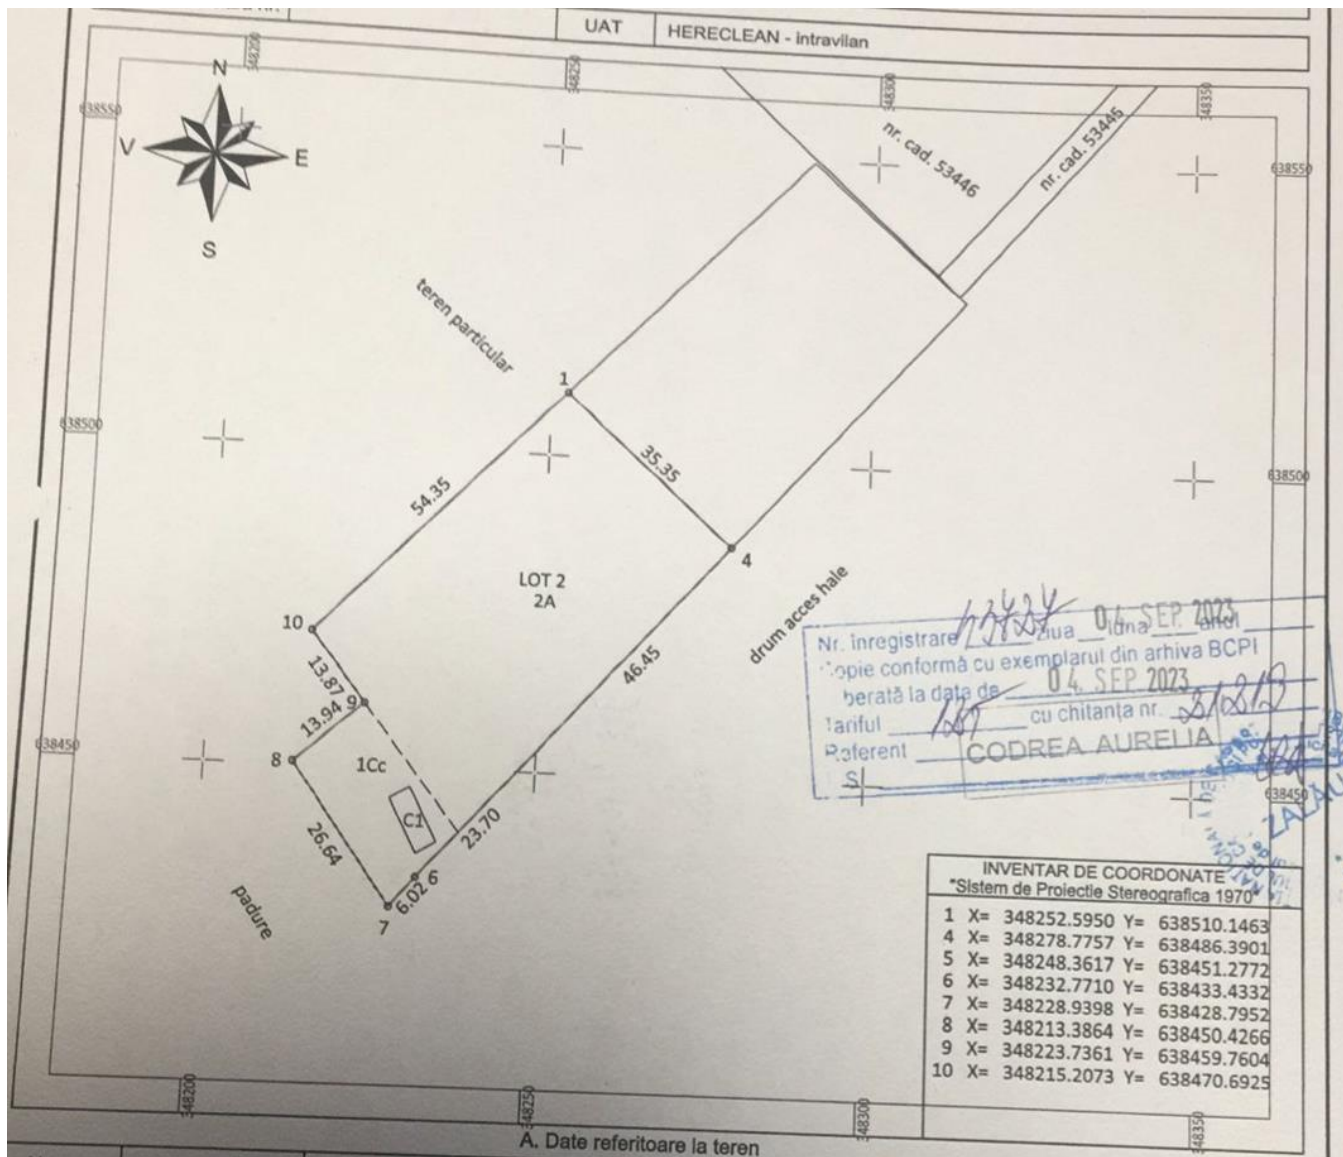 UAT HERECLEAN - intravilan
348200 348250 348300 348350
638550
N
V E
S
nr. cad. 53446
nr. cad. 53446
638550
teren particular
1
638500
35.35
54.35
638500
4
LOT 2
2A
drum acces hale
10
46.45
13.87
9
13.94
638450
8
1Cc
C1
23.70
638450
26.64
6
6.02
7
padure
Nr. înregistrare ziua 04. SEP. 2023 luna anul
Copie conformă cu exemplarul din arhiva BCPI
berată la data de 04. SEP. 2023
Tariful cu chitanța nr.
Referent CODREA AURELIA
S
ZALĂU
INVENTAR DE COORDONATE
"Sistem de Proiectie Stereografica 1970"
1 X= 348252.5950 Y= 638510.1463
4 X= 348278.7757 Y= 638486.3901
5 X= 348248.3617 Y= 638451.2772
6 X= 348232.7710 Y= 638433.4332
7 X= 348228.9398 Y= 638428.7952
8 X= 348213.3864 Y= 638450.4266
9 X= 348223.7361 Y= 638459.7604
10 X= 348215.2073 Y= 638470.6925
348200 348250 348300 348350
A. Date referitoare la teren